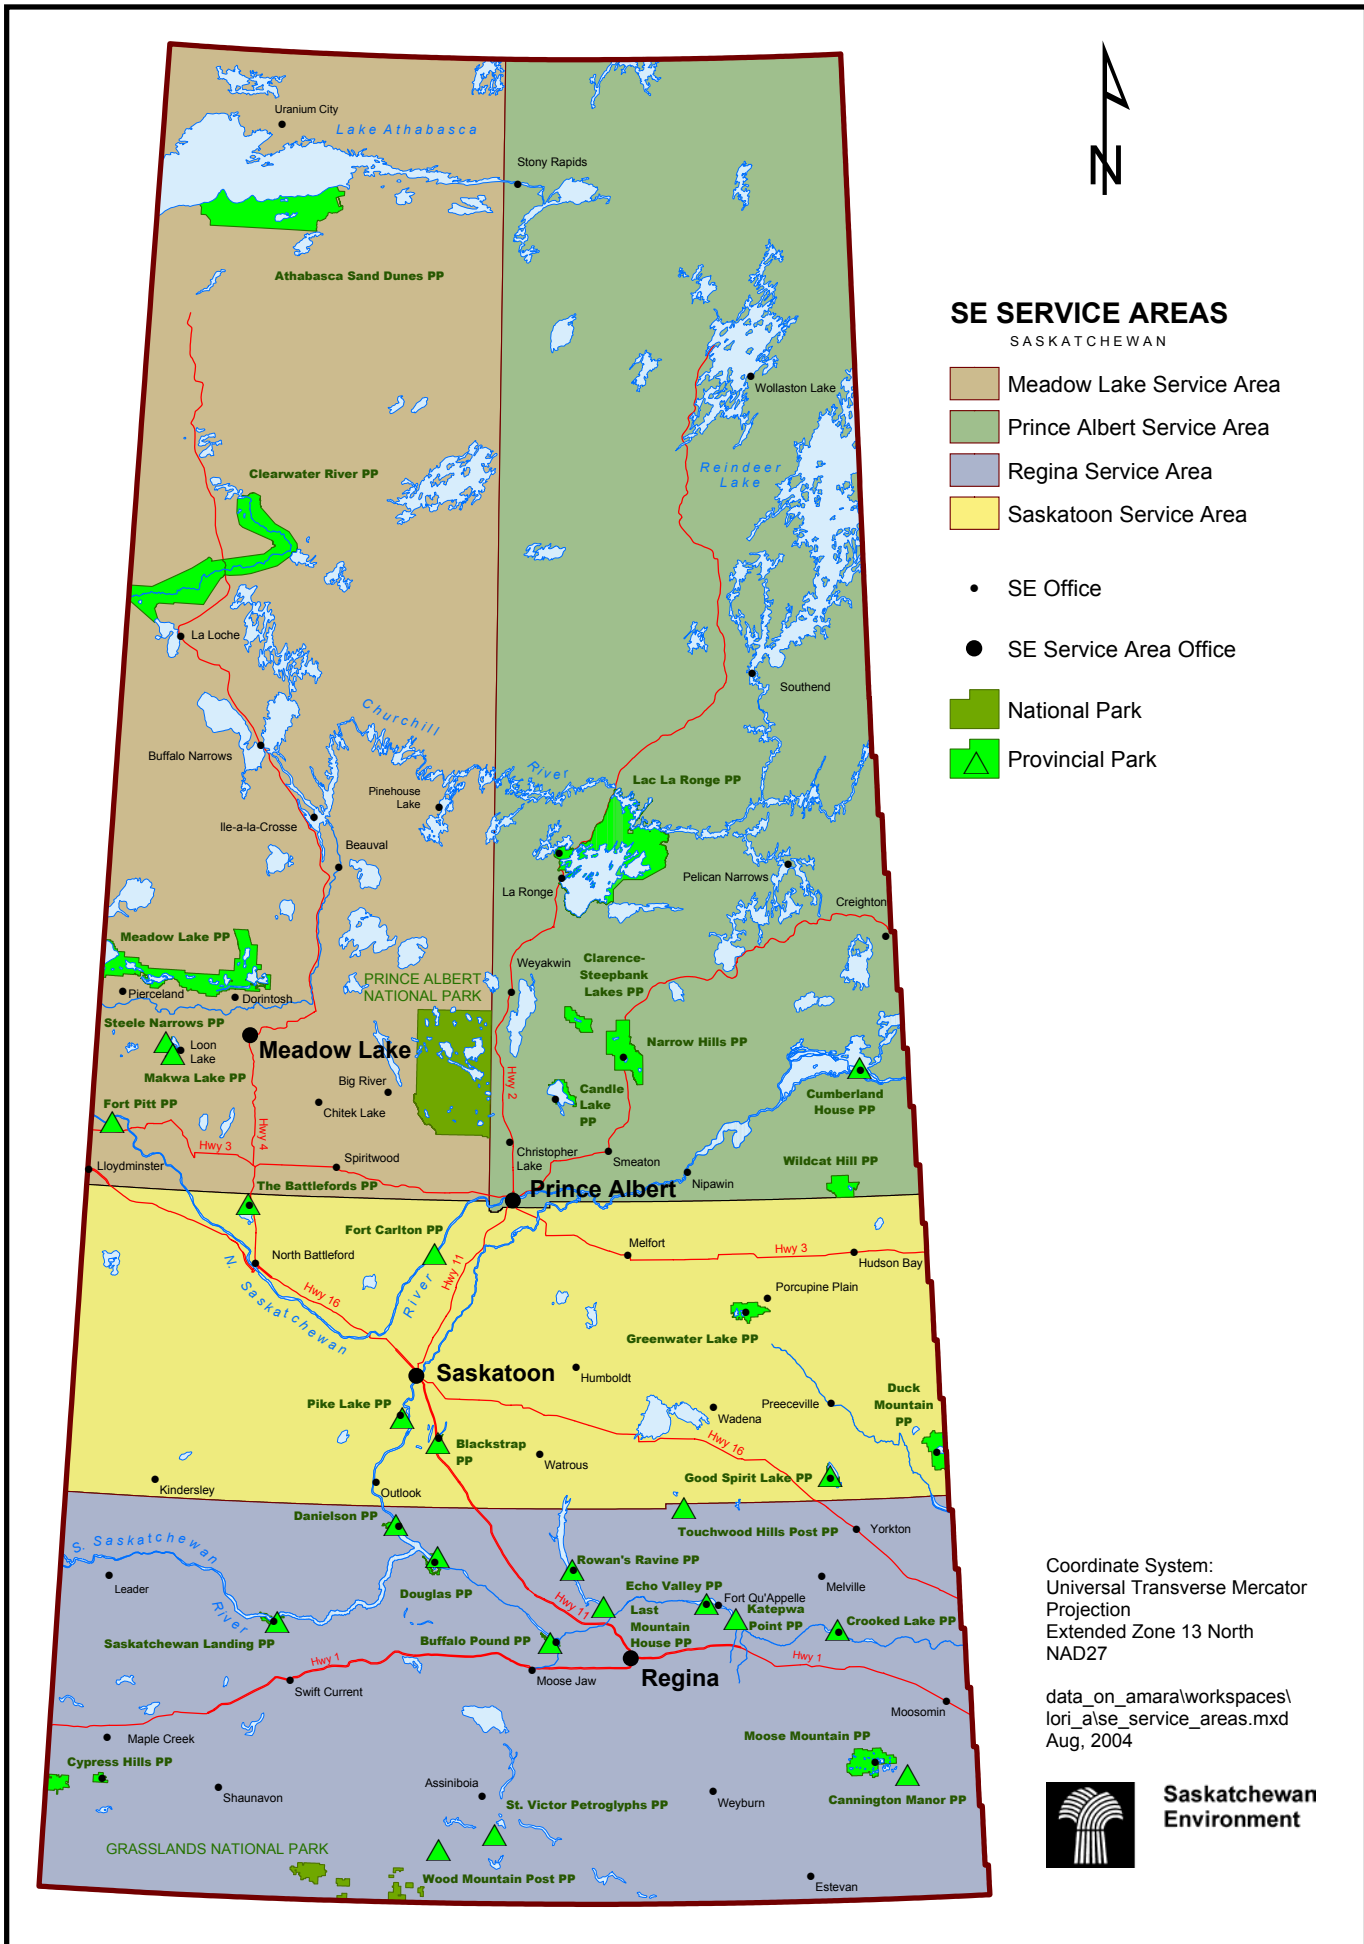 Uranium City
Lake Athabasca
Stony Rapids
Athabasca Sand Dunes PP
Wollaston Lake
Reindeer
Lake
Clearwater River PP
La Loche
Southend
Churchill
River
Buffalo Narrows
Pinehouse
Lake
Lac La Ronge PP
Ile-a-la-Crosse
Beauval
La Ronge
Pelican Narrows
Creighton
Meadow Lake PP
Pierceland
Dorintosh
PRINCE ALBERT
NATIONAL PARK
Weyakwin
Clarence-
Steepbank
Lakes PP
Steele Narrows PP
Loon
Lake
Makwa Lake PP
Meadow Lake
Narrow Hills PP
Big River
Chitek Lake
Hwy 2
Candle
Lake
PP
Cumberland
House PP
Fort Pitt PP
Hwy 3
Hwy 4
Spiritwood
Lloydminster
Christopher
Lake
Smeaton
Nipawin
Wildcat Hill PP
The Battlefords PP
Prince Albert
Fort Carlton PP
North Battleford
N. Saskatchewan
River
Hwy 16
Hwy 11
Melfort
Hwy 3
Hudson Bay
Porcupine Plain
Greenwater Lake PP
Saskatoon
Humboldt
Pike Lake PP
Blackstrap
PP
Watrous
Wadena
Hwy 16
Preeceville
Duck
Mountain
PP
Good Spirit Lake PP
Kindersley
Outlook
Danielson PP
Touchwood Hills Post PP
Yorkton
S. Saskatchewan
River
Leader
Douglas PP
Rowan's Ravine PP
Echo Valley PP
Fort Qu'Appelle
Melville
Hwy 11
Last
Mountain
House PP
Katepwa
Point PP
Crooked Lake PP
Saskatchewan Landing PP
Buffalo Pound PP
Hwy 1
Hwy 1
Moose Jaw
Regina
Swift Current
Moosomin
Maple Creek
Cypress Hills PP
Shaunavon
Assiniboia
St. Victor Petroglyphs PP
Weyburn
Moose Mountain PP
Cannington Manor PP
GRASSLANDS NATIONAL PARK
Wood Mountain Post PP
Estevan
N
SE SERVICE AREAS
SASKATCHEWAN
Meadow Lake Service Area
Prince Albert Service Area
Regina Service Area
Saskatoon Service Area
SE Office
SE Service Area Office
National Park
Provincial Park
Coordinate System:
Universal Transverse Mercator
Projection
Extended Zone 13 North
NAD27
data_on_amara\workspaces\
lori_a\se_service_areas.mxd
Aug, 2004
Saskatchewan
Environment